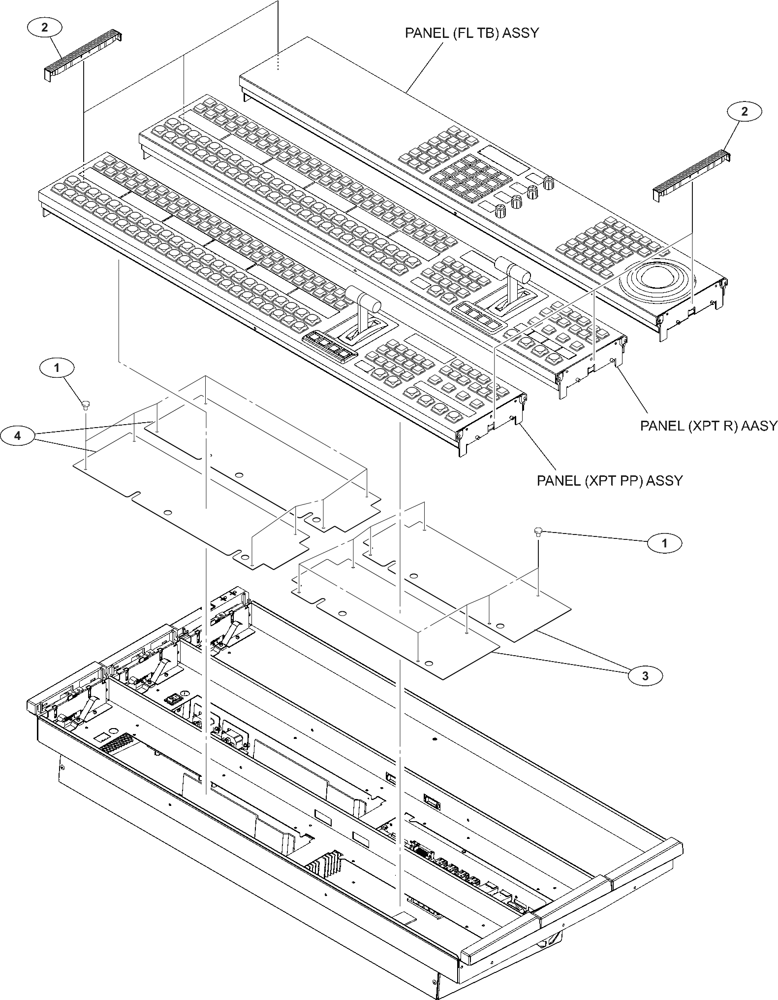 2
PANEL (FL TB) ASSY
2
1
PANEL (XPT R) AASY
4
PANEL (XPT PP) ASSY
1
3